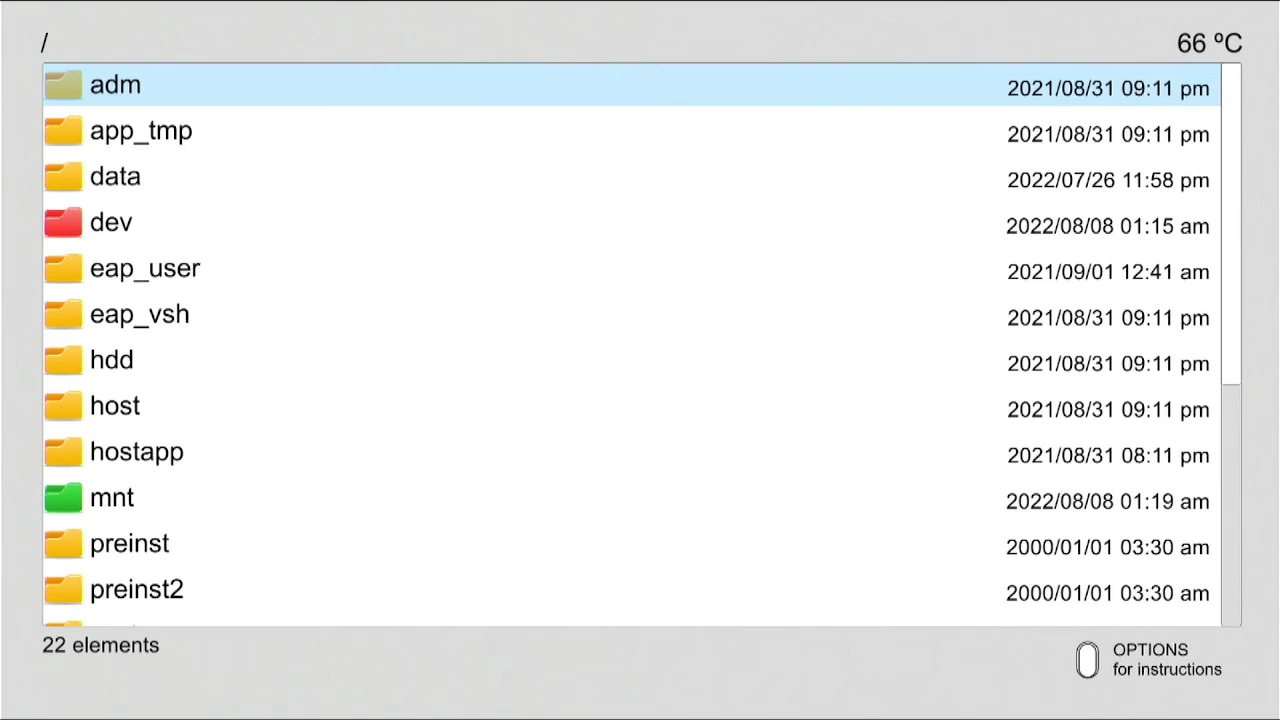 / 66 ºC
adm 2021/08/31 09:11 pm
app_tmp 2021/08/31 09:11 pm
data 2022/07/26 11:58 pm
dev 2022/08/08 01:15 am
eap_user 2021/09/01 12:41 am
eap_vsh 2021/08/31 09:11 pm
hdd 2021/08/31 09:11 pm
host 2021/08/31 09:11 pm
hostapp 2021/08/31 08:11 pm
mnt 2022/08/08 01:19 am
preinst 2000/01/01 03:30 am
preinst2 2000/01/01 03:30 am
22 elements
OPTIONS
for instructions